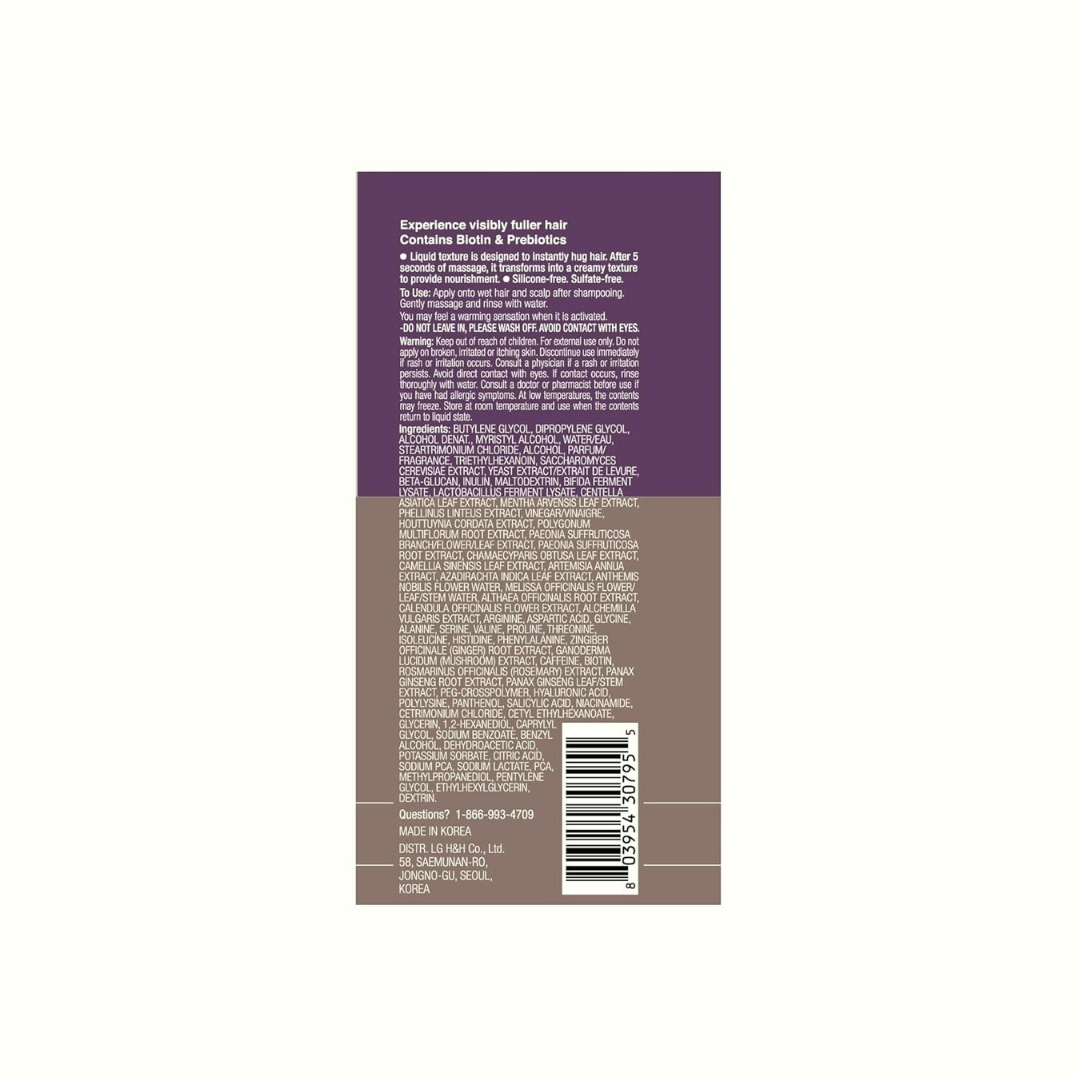 Experience visibly fuller hair
Contains Biotin & Prebiotics
● Liquid texture is designed to instantly hug hair. After 5
seconds of massage, it transforms into a creamy texture
to provide nourishment. ● Silicone-free. Sulfate-free.
To Use: Apply onto wet hair and scalp after shampooing.
Gently massage and rinse with water.
You may feel a warming sensation when it is activated.
-DO NOT LEAVE IN, PLEASE WASH OFF. AVOID CONTACT WITH EYES.
Warning: Keep out of reach of children. For external use only. Do not
apply on broken, irritated or itching skin. Discontinue use immediately
if rash or irritation occurs. Consult a physician if a rash or irritation
persists. Avoid direct contact with eyes. If contact occurs, rinse
thoroughly with water. Consult a doctor or pharmacist before use if
you have had allergic symptoms. At low temperatures, the contents
may freeze. Store at room temperature and use when the contents
return to liquid state.
Ingredients: BUTYLENE GLYCOL, DIPROPYLENE GLYCOL,
ALCOHOL DENAT., MYRISTYL ALCOHOL, WATER/EAU,
STEARTRIMONIUM CHLORIDE, ALCOHOL, PARFUM/
FRAGRANCE, TRIETHYLHEXANOIN, SACCHAROMYCES
CEREVISIAE EXTRACT, YEAST EXTRACT/EXTRAIT DE LEVURE,
BETA-GLUCAN, INULIN, MALTODEXTRIN, BIFIDA FERMENT
LYSATE, LACTOBACILLUS FERMENT LYSATE, CENTELLA
ASIATICA LEAF EXTRACT, MENTHA ARVENSIS LEAF EXTRACT,
PHELLINUS LINTEUS EXTRACT, VINEGAR/VINAIGRE,
HOUTTUYNIA CORDATA EXTRACT, POLYGONUM
MULTIFLORUM ROOT EXTRACT, PAEONIA SUFFRUTICOSA
BRANCH/FLOWER/LEAF EXTRACT, PAEONIA SUFFRUTICOSA
ROOT EXTRACT, CHAMAECYPARIS OBTUSA LEAF EXTRACT,
CAMELLIA SINENSIS LEAF EXTRACT, ARTEMISIA ANNUA
EXTRACT, AZADIRACHTA INDICA LEAF EXTRACT, ANTHEMIS
NOBILIS FLOWER WATER, MELISSA OFFICINALIS FLOWER/
LEAF/STEM WATER, ALTHAEA OFFICINALIS ROOT EXTRACT,
CALENDULA OFFICINALIS FLOWER EXTRACT, ALCHEMILLA
VULGARIS EXTRACT, ARGININE, ASPARTIC ACID, GLYCINE,
ALANINE, SERINE, VALINE, PROLINE, THREONINE,
ISOLEUCINE, HISTIDINE, PHENYLALANINE, ZINGIBER
OFFICINALE (GINGER) ROOT EXTRACT, GANODERMA
LUCIDUM (MUSHROOM) EXTRACT, CAFFEINE, BIOTIN,
ROSMARINUS OFFICINALIS (ROSEMARY) EXTRACT, PANAX
GINSENG ROOT EXTRACT, PANAX GINSENG LEAF/STEM
EXTRACT, PEG-CROSSPOLYMER, HYALURONIC ACID,
POLYLYSINE, PANTHENOL, SALICYLIC ACID, NIACINAMIDE,
CETRIMONIUM CHLORIDE, CETYL ETHYLHEXANOATE,
GLYCERIN, 1,2-HEXANEDIOL, CAPRYLYL
GLYCOL, SODIUM BENZOATE, BENZYL
ALCOHOL, DEHYDROACETIC ACID,
POTASSIUM SORBATE, CITRIC ACID,
SODIUM PCA, SODIUM LACTATE, PCA,
METHYLPROPANEDIOL, PENTYLENE
GLYCOL, ETHYLHEXYLGLYCERIN,
DEXTRIN.
Questions? 1-866-993-4709
MADE IN KOREA
DISTR. LG H&H Co., Ltd.
58, SAEMUNAN-RO,
JONGNO-GU, SEOUL,
KOREA
8 03954 30795 5